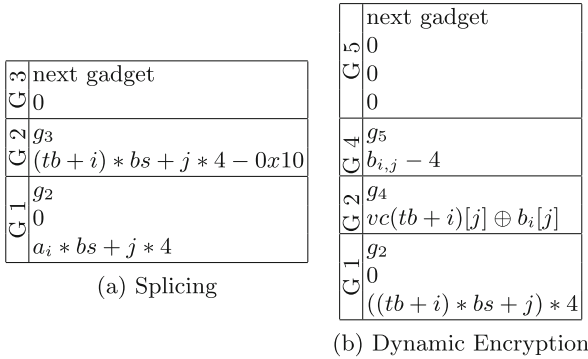 G 3
next gadget
0
G 2
g3
(tb + i) ∗ bs + j ∗ 4 − 0x10
G 1
g2
0
ai ∗ bs + j ∗ 4
(a) Splicing
G 5
next gadget
0
0
0
G 4
g5
bi,j − 4
G 2
g4
vc(tb + i)[j] ⊕ bi[j]
G 1
g2
0
((tb + i) ∗ bs + j) ∗ 4
(b) Dynamic Encryption